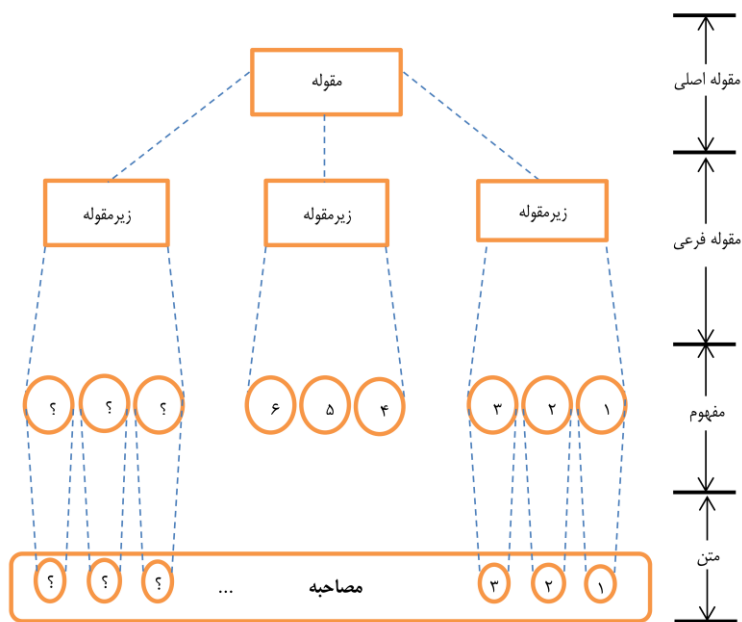 مقوله
مقوله اصلی
زیرمقوله
زیرمقوله
زیرمقوله
مقوله فرعی
۱
۲
۳
۴
۵
۶
؟
؟
؟
مفهوم
۱
۲
۳
مصاحبه
...
؟
؟
؟
متن